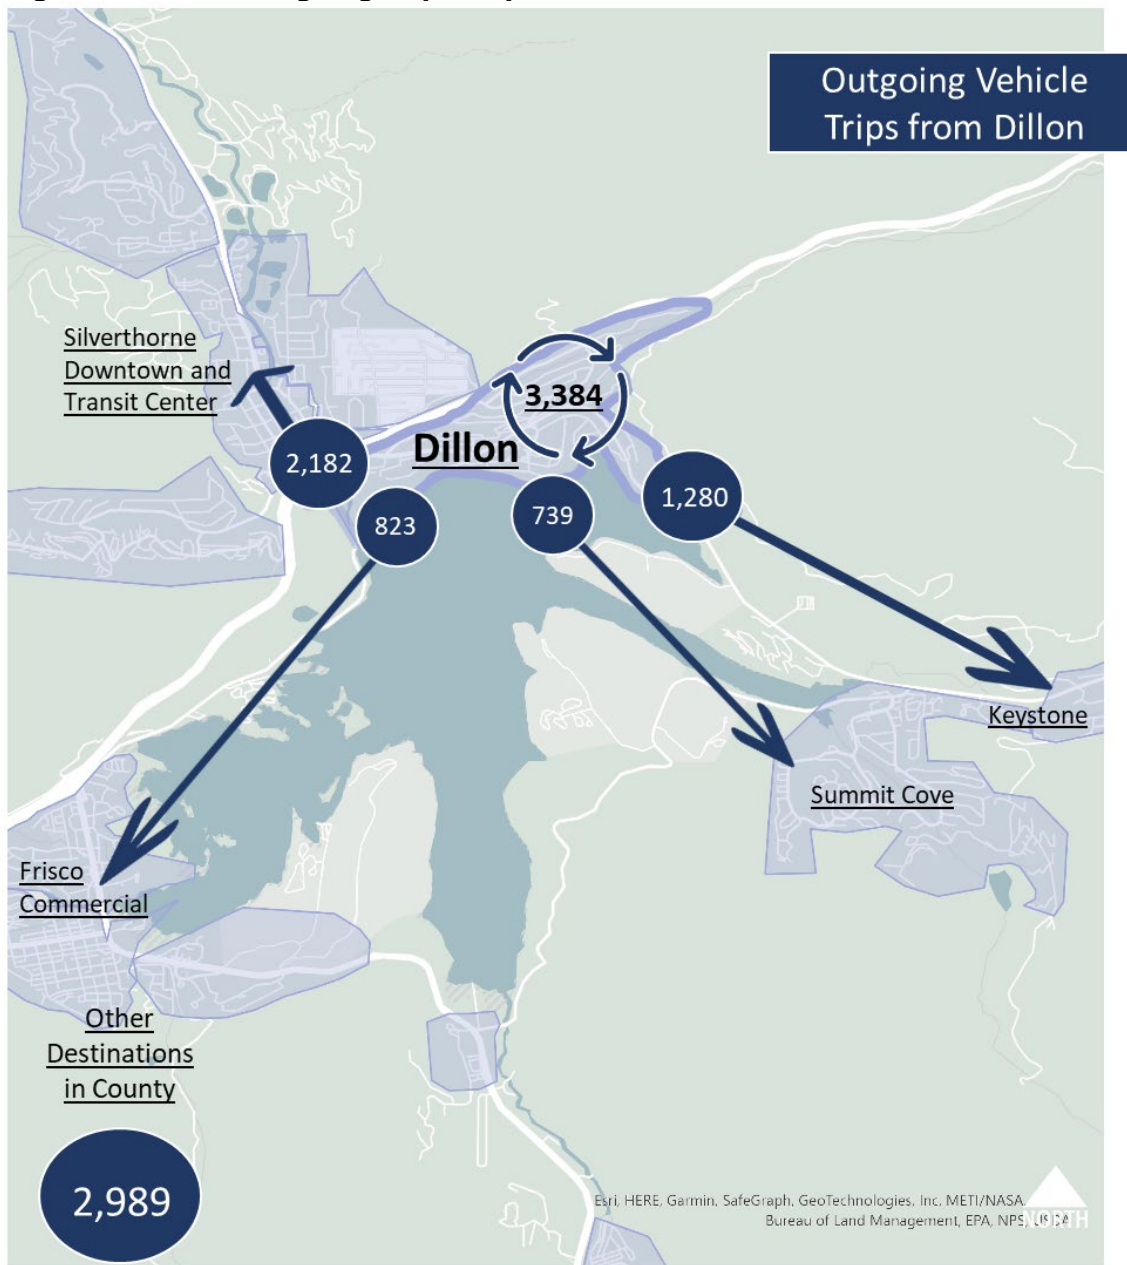 Outgoing Vehicle
Trips from Dillon
Silverthorne
Downtown and
Transit Center
3,384
Dillon
2,182
823
739
1,280
Keystone
Summit Cove
Frisco
Commercial
Other
Destinations
in County
2,989
Esri, HERE, Garmin, SafeGraph, GeoTechnologies, Inc, METI/NASA,
Bureau of Land Management, EPA, NPS,
NORTH